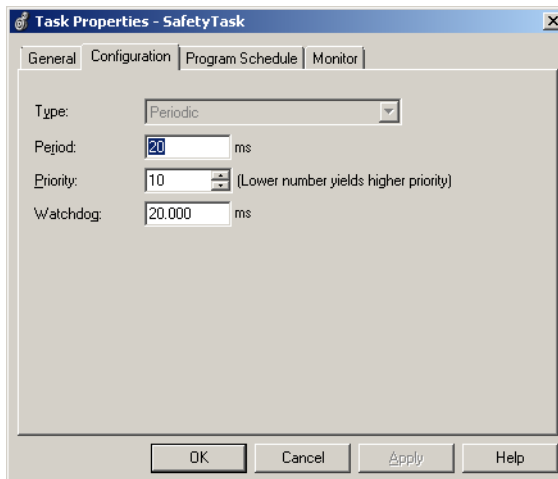 Task Properties - SafetyTask
General Configuration Program Schedule Monitor
Type: Periodic
Period: 20 ms
Priority: 10 (Lower number yields higher priority)
Watchdog: 20.000 ms
OK Cancel Apply Help